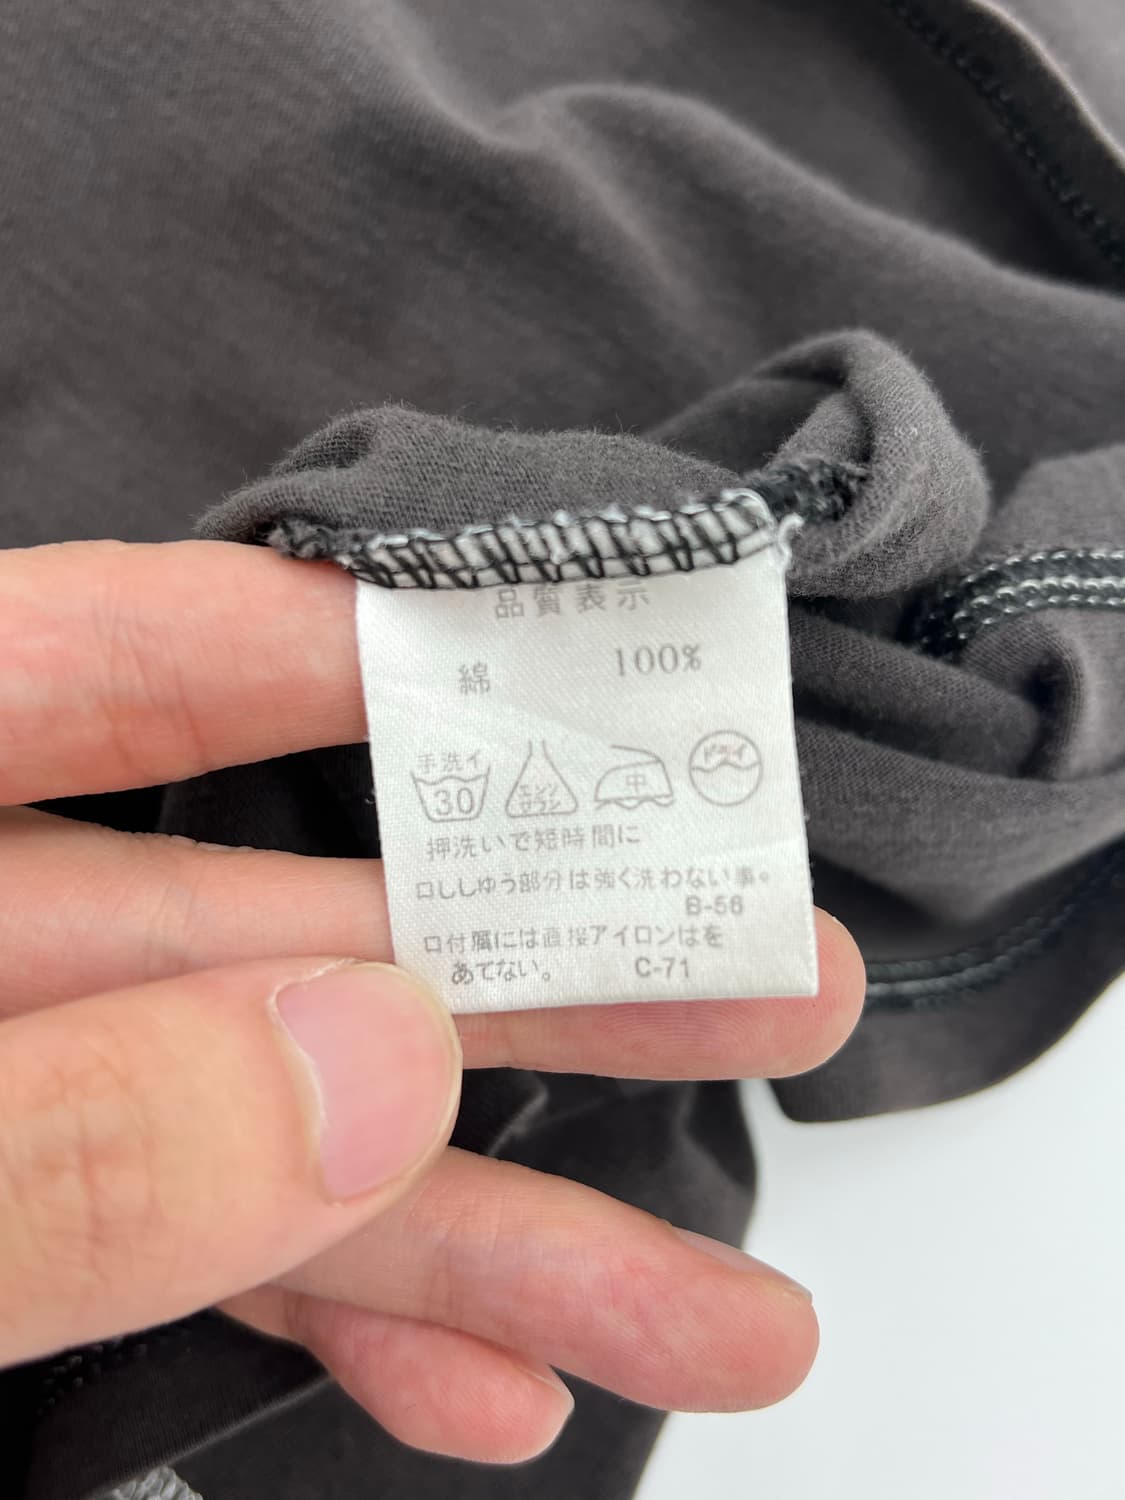 品質表示
綿 100%
手洗イ
30
エンソ
サラシ
中
ドライ
押洗いで短時間に
口ししゆう部分は強く洗わない事。
B-56
口付属には直接アイロンはを
あてない。 C-71